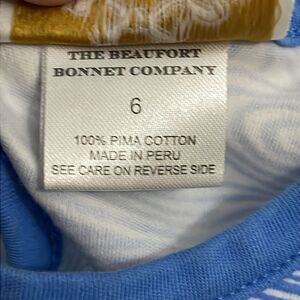 THE BEAUFORT
BONNET COMPANY
6
100% PIMA COTTON
MADE IN PERU
SEE CARE ON REVERSE SIDE